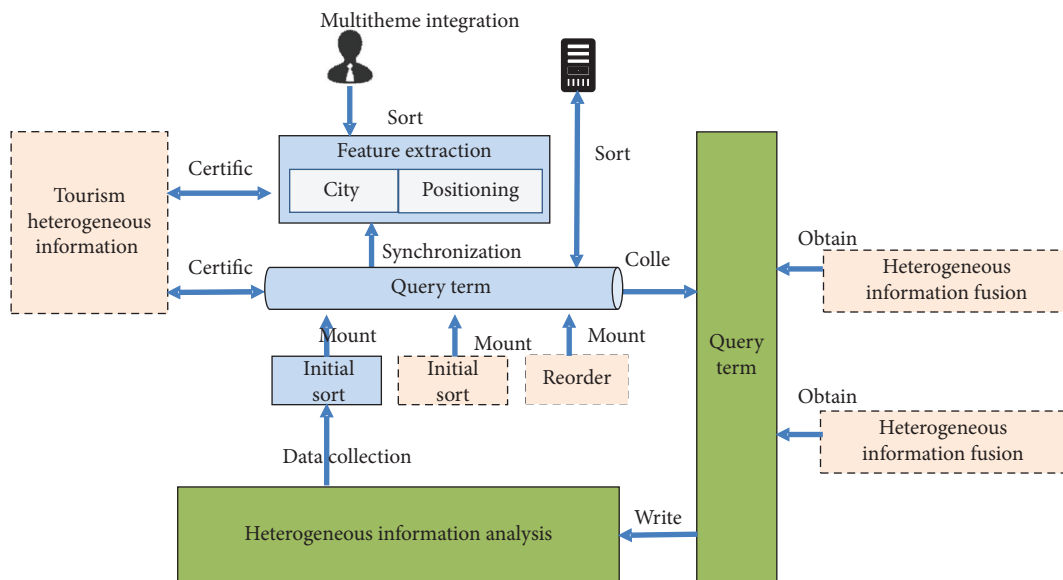 Multitheme integration
Sort
Sort
Feature extraction
City
Positioning
Certific
Tourism
heterogeneous
information
Synchronization
Certific
Query term
Colle
Obtain
Heterogeneous
information fusion
Mount
Mount
Mount
Initial
sort
Initial
sort
Reorder
Query
term
Obtain
Heterogeneous
information fusion
Data collection
Write
Heterogeneous information analysis